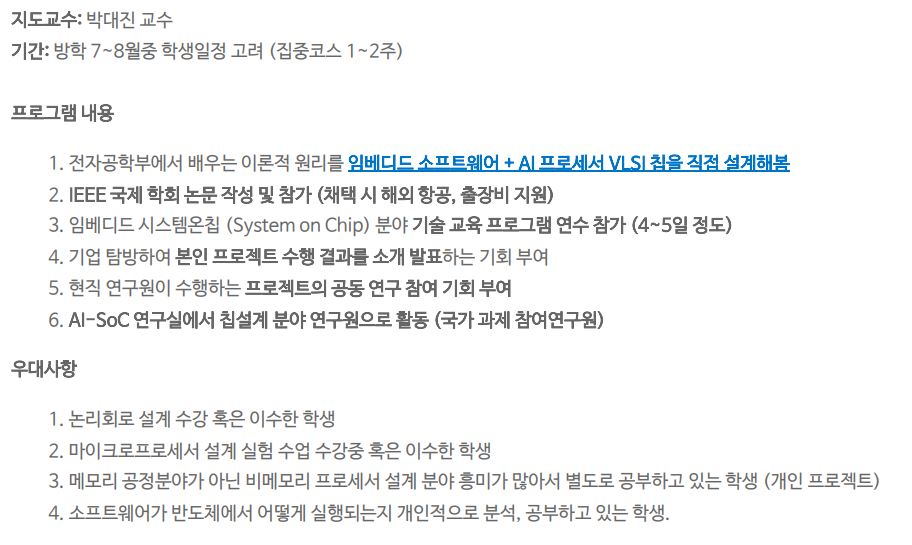 지도교수: 박대진 교수
기간: 방학 7~8월중 학생일정 고려 (집중코스 1~2주)
프로그램 내용
1. 전자공학부에서 배우는 이론적 원리를 임베디드 소프트웨어 + AI 프로세서 VLSI 칩을 직접 설계해봄
2. IEEE 국제 학회 논문 작성 및 참가 (채택 시 해외 항공, 출장비 지원)
3. 임베디드 시스템온칩 (System on Chip) 분야 기술 교육 프로그램 연수 참가 (4~5일 정도)
4. 기업 탐방하여 본인 프로젝트 수행 결과를 소개 발표하는 기회 부여
5. 현직 연구원이 수행하는 프로젝트의 공동 연구 참여 기회 부여
6. AI-SoC 연구실에서 칩설계 분야 연구원으로 활동 (국가 과제 참여연구원)
우대사항
1. 논리회로 설계 수강 혹은 이수한 학생
2. 마이크로프로세서 설계 실험 수업 수강중 혹은 이수한 학생
3. 메모리 공정분야가 아닌 비메모리 프로세서 설계 분야 흥미가 많아서 별도로 공부하고 있는 학생 (개인 프로젝트)
4. 소프트웨어가 반도체에서 어떻게 실행되는지 개인적으로 분석, 공부하고 있는 학생.